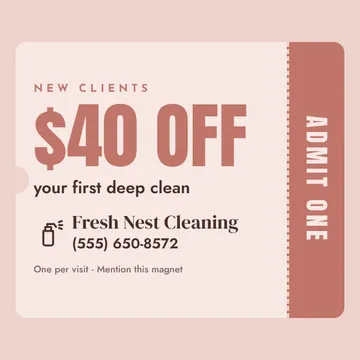 NEW CLIENTS
$40 OFF
your first deep clean
Fresh Nest Cleaning
(555) 650-8572
One per visit · Mention this magnet
ADMIT ONE